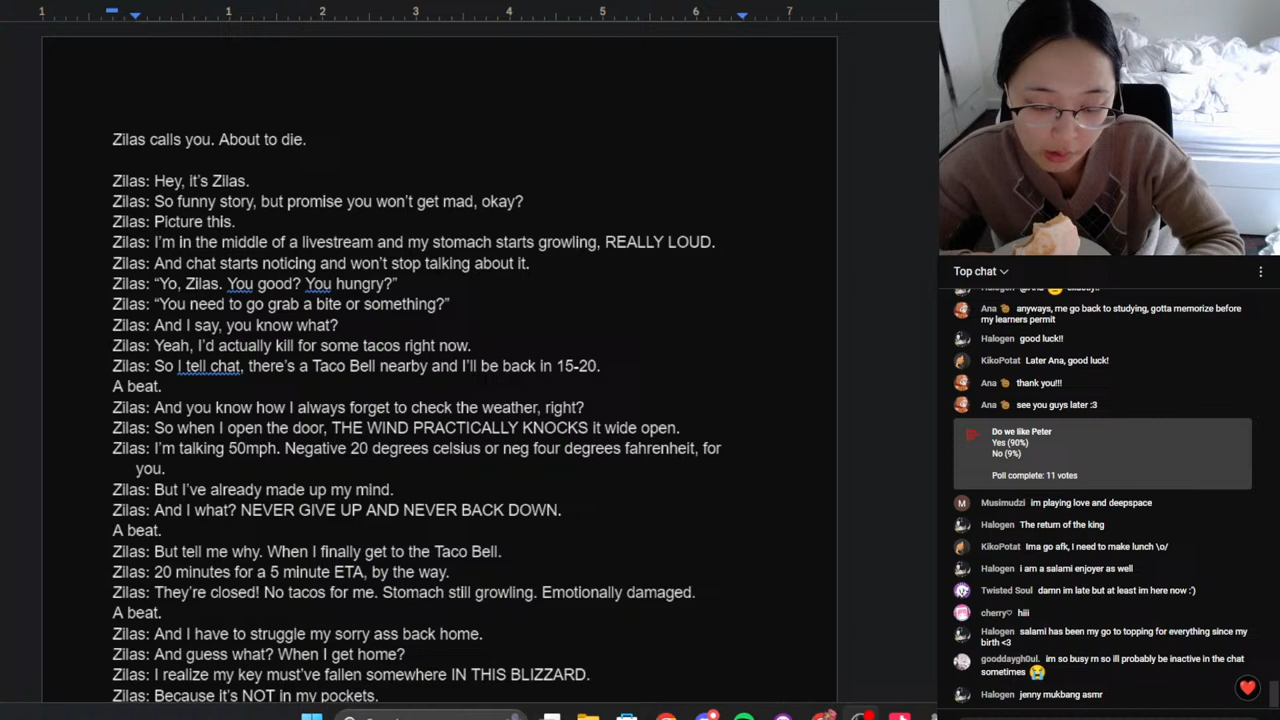 1 1 2 3 4 5 6 7
Zilas calls you. About to die.
Zilas: Hey, it's Zilas.
Zilas: So funny story, but promise you won't get mad, okay?
Zilas: Picture this.
Zilas: I'm in the middle of a livestream and my stomach starts growling, REALLY LOUD.
Zilas: And chat starts noticing and won't stop talking about it.
Zilas: “Yo, Zilas. You good? You hungry?”
Zilas: “You need to go grab a bite or something?”
Zilas: And I say, you know what?
Zilas: Yeah, I'd actually kill for some tacos right now.
Zilas: So I tell chat, there's a Taco Bell nearby and I'll be back in 15-20.
A beat.
Zilas: And you know how I always forget to check the weather, right?
Zilas: So when I open the door, THE WIND PRACTICALLY KNOCKS it wide open.
Zilas: I'm talking 50mph. Negative 20 degrees celsius or neg four degrees fahrenheit, for
you.
Zilas: But I've already made up my mind.
Zilas: And I what? NEVER GIVE UP AND NEVER BACK DOWN.
A beat.
Zilas: But tell me why. When I finally get to the Taco Bell.
Zilas: 20 minutes for a 5 minute ETA, by the way.
Zilas: They're closed! No tacos for me. Stomach still growling. Emotionally damaged.
A beat.
Zilas: And I have to struggle my sorry ass back home.
Zilas: And guess what? When I get home?
Zilas: I realize my key must've fallen somewhere IN THIS BLIZZARD.
Zilas: Because it's NOT in my pockets.
Top chat
Ana anyways, me go back to studying, gotta memorize before
my learners permit
Halogen good luck!!
KikoPotat Later Ana, good luck!
Ana thank you!!!
Ana see you guys later :3
Do we like Peter
Yes (90%)
No (9%)
Poll complete: 11 votes
M Musimudzi im playing love and deepspace
Halogen The return of the king
KikoPotat Ima go afk, I need to make lunch \o/
Halogen i am a salami enjoyer as well
Twisted Soul damn im late but at least im here now :')
cherry♡ hiii
Halogen salami has been my go to topping for everything since my
birth <3
gooddaygh0ul. im so busy rn so ill probably be inactive in the chat
sometimes 😭
Halogen jenny mukbang asmr